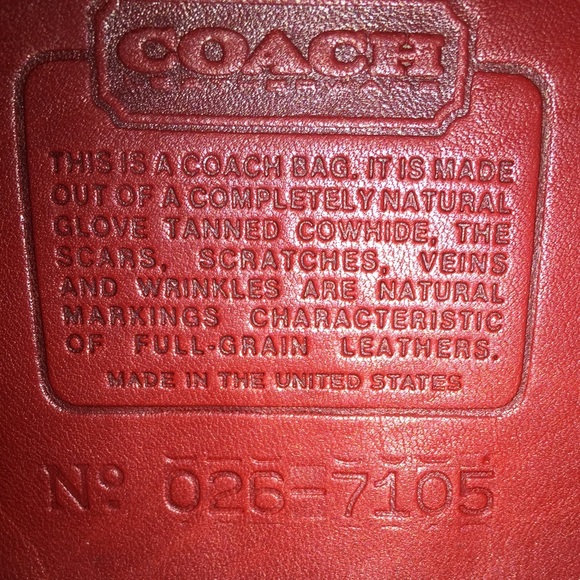 COACH
LEATHERWARE
THIS IS A COACH BAG. IT IS MADE
OUT OF A COMPLETELY NATURAL
GLOVE TANNED COWHIDE, THE
SCARS, SCRATCHES, VEINS
AND WRINKLES ARE NATURAL
MARKINGS CHARACTERISTIC
OF FULL-GRAIN LEATHERS.
MADE IN THE UNITED STATES
Nº 026-7105